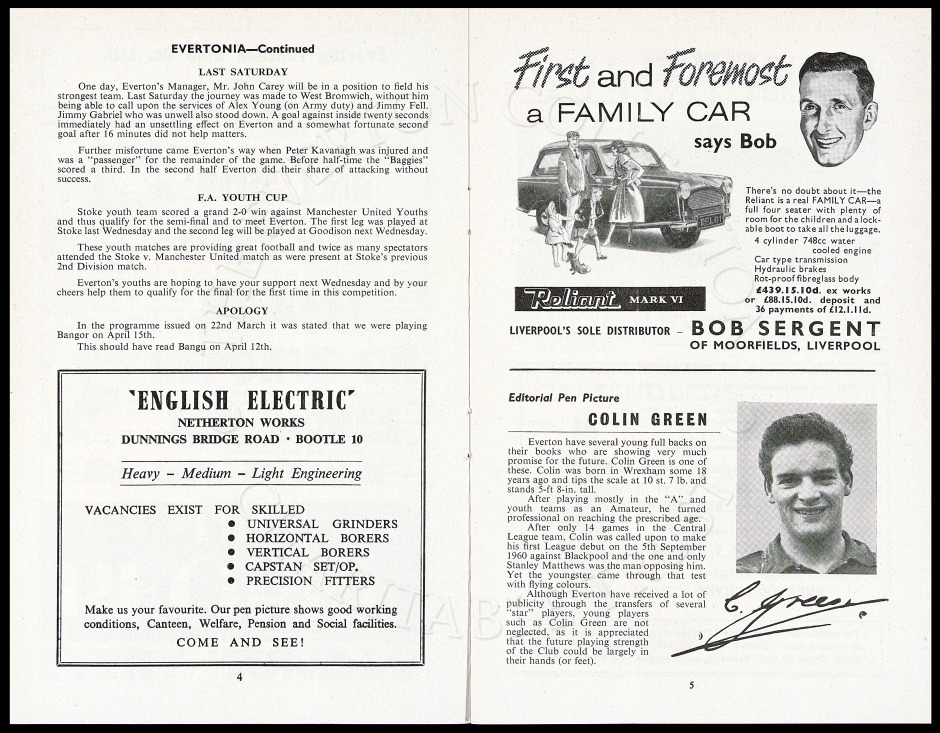 EVERTONIA—Continued
LAST SATURDAY
One day, Everton's Manager, Mr. John Carey will be in a position to field his
strongest team. Last Saturday the journey was made to West Bromwich, without him
being able to call upon the services of Alex Young (on Army duty) and Jimmy Fell.
Jimmy Gabriel who was unwell also stood down. A goal against inside twenty seconds
immediately had an unsettling effect on Everton and a somewhat fortunate second
goal after 16 minutes did not help matters.
Further misfortune came Everton's way when Peter Kavanagh was injured and
was a "passenger" for the remainder of the game. Before half-time the "Baggies"
scored a third. In the second half Everton did their share of attacking without
success.
F.A. YOUTH CUP
Stoke youth team scored a grand 2-0 win against Manchester United Youths
and thus qualify for the semi-final and to meet Everton. The first leg was played at
Stoke last Wednesday and the second leg will be played at Goodison next Wednesday.
These youth matches are providing great football and twice as many spectators
attended the Stoke v. Manchester United match as were present at Stoke's previous
2nd Division match.
Everton's youths are hoping to have your support next Wednesday and by your
cheers help them to qualify for the final for the first time in this competition.
APOLOGY
In the programme issued on 22nd March it was stated that we were playing
Bangor on April 15th.
This should have read Bangu on April 12th.
'ENGLISH ELECTRIC'
NETHERTON WORKS
DUNNINGS BRIDGE ROAD · BOOTLE 10
Heavy – Medium – Light Engineering
VACANCIES EXIST FOR SKILLED
● UNIVERSAL GRINDERS
● HORIZONTAL BORERS
● VERTICAL BORERS
● CAPSTAN SET/OP.
● PRECISION FITTERS
Make us your favourite. Our pen picture shows good working
conditions, Canteen, Welfare, Pension and Social facilities.
COME AND SEE!
4
First and Foremost
a FAMILY CAR
says Bob
There's no doubt about it—the
Reliant is a real FAMILY CAR—a
full four seater with plenty of
room for the children and a lock-
able boot to take all the luggage.
4 cylinder 748cc water
cooled engine
Car type transmission
Hydraulic brakes
Rot-proof fibreglass body
£439.15.10d. ex works
or £88.15.10d. deposit and
36 payments of £12.1.11d.
Reliant MARK VI
LIVERPOOL'S SOLE DISTRIBUTOR – BOB SERGENT
OF MOORFIELDS, LIVERPOOL
Editorial Pen Picture
COLIN GREEN
Everton have several young full backs on
their books who are showing very much
promise for the future. Colin Green is one of
these. Colin was born in Wrexham some 18
years ago and tips the scale at 10 st. 7 lb. and
stands 5-ft 8-in. tall.
After playing mostly in the "A" and
youth teams as an Amateur, he turned
professional on reaching the prescribed age.
After only 14 games in the Central
League team, Colin was called upon to make
his first League debut on the 5th September
1960 against Blackpool and the one and only
Stanley Matthews was the man opposing him.
Yet the youngster came through that test
with flying colours.
Although Everton have received a lot of
publicity through the transfers of several
"star" players, young players
such as Colin Green are not
neglected, as it is appreciated
that the future playing strength
of the Club could be largely in
their hands (or feet).
C. Green
5